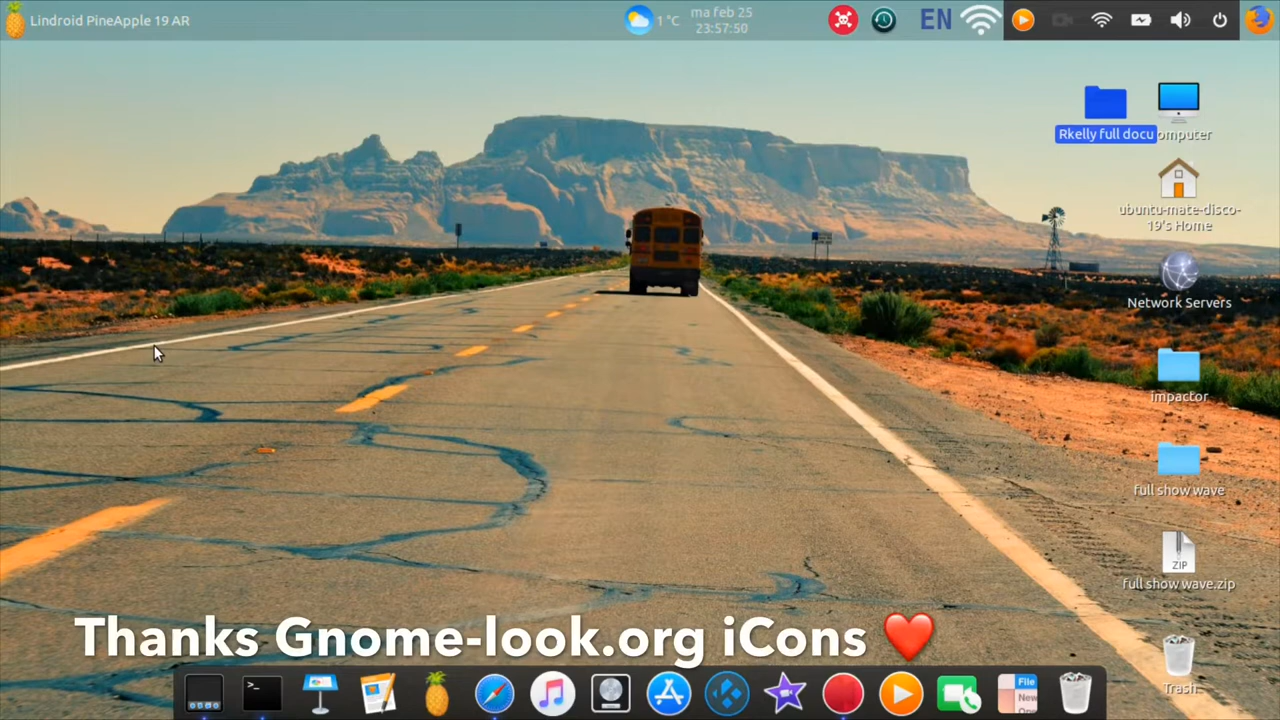 Lindroid PineApple 19 AR
1 °C
ma feb 25
23:57:50
EN
Rkelly full docu
omputer
ubuntu-mate-disco-
19's Home
Network Servers
impactor
full show wave
ZIP
full show wave.zip
Trash
Thanks Gnome-look.org iCons ❤️
>_
File
New